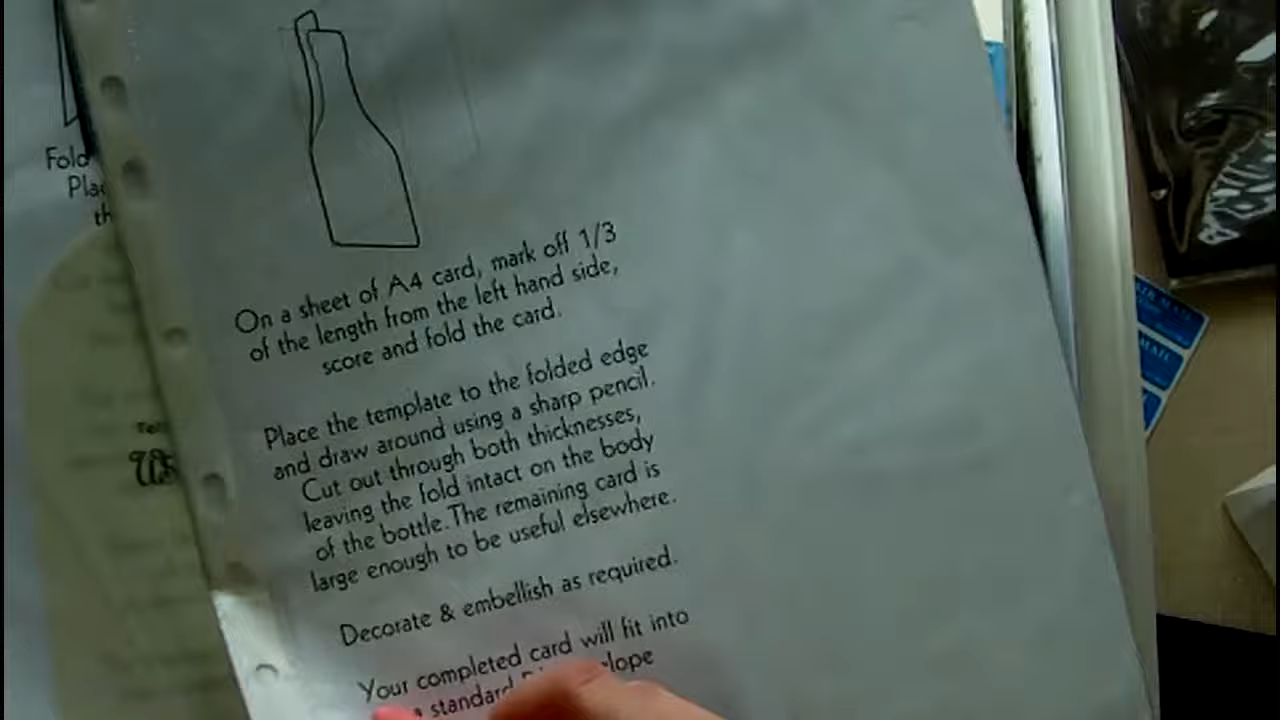 Fold
On a sheet of A4 card, mark off 1/3
of the length from the left hand side,
score and fold the card.
Place the template to the folded edge
and draw around using a sharp pencil.
Cut out through both thicknesses,
leaving the fold intact on the body
of the bottle. The remaining card is
large enough to be useful elsewhere.
Decorate & embellish as required.
Your completed card will fit into
a standard
MAIL